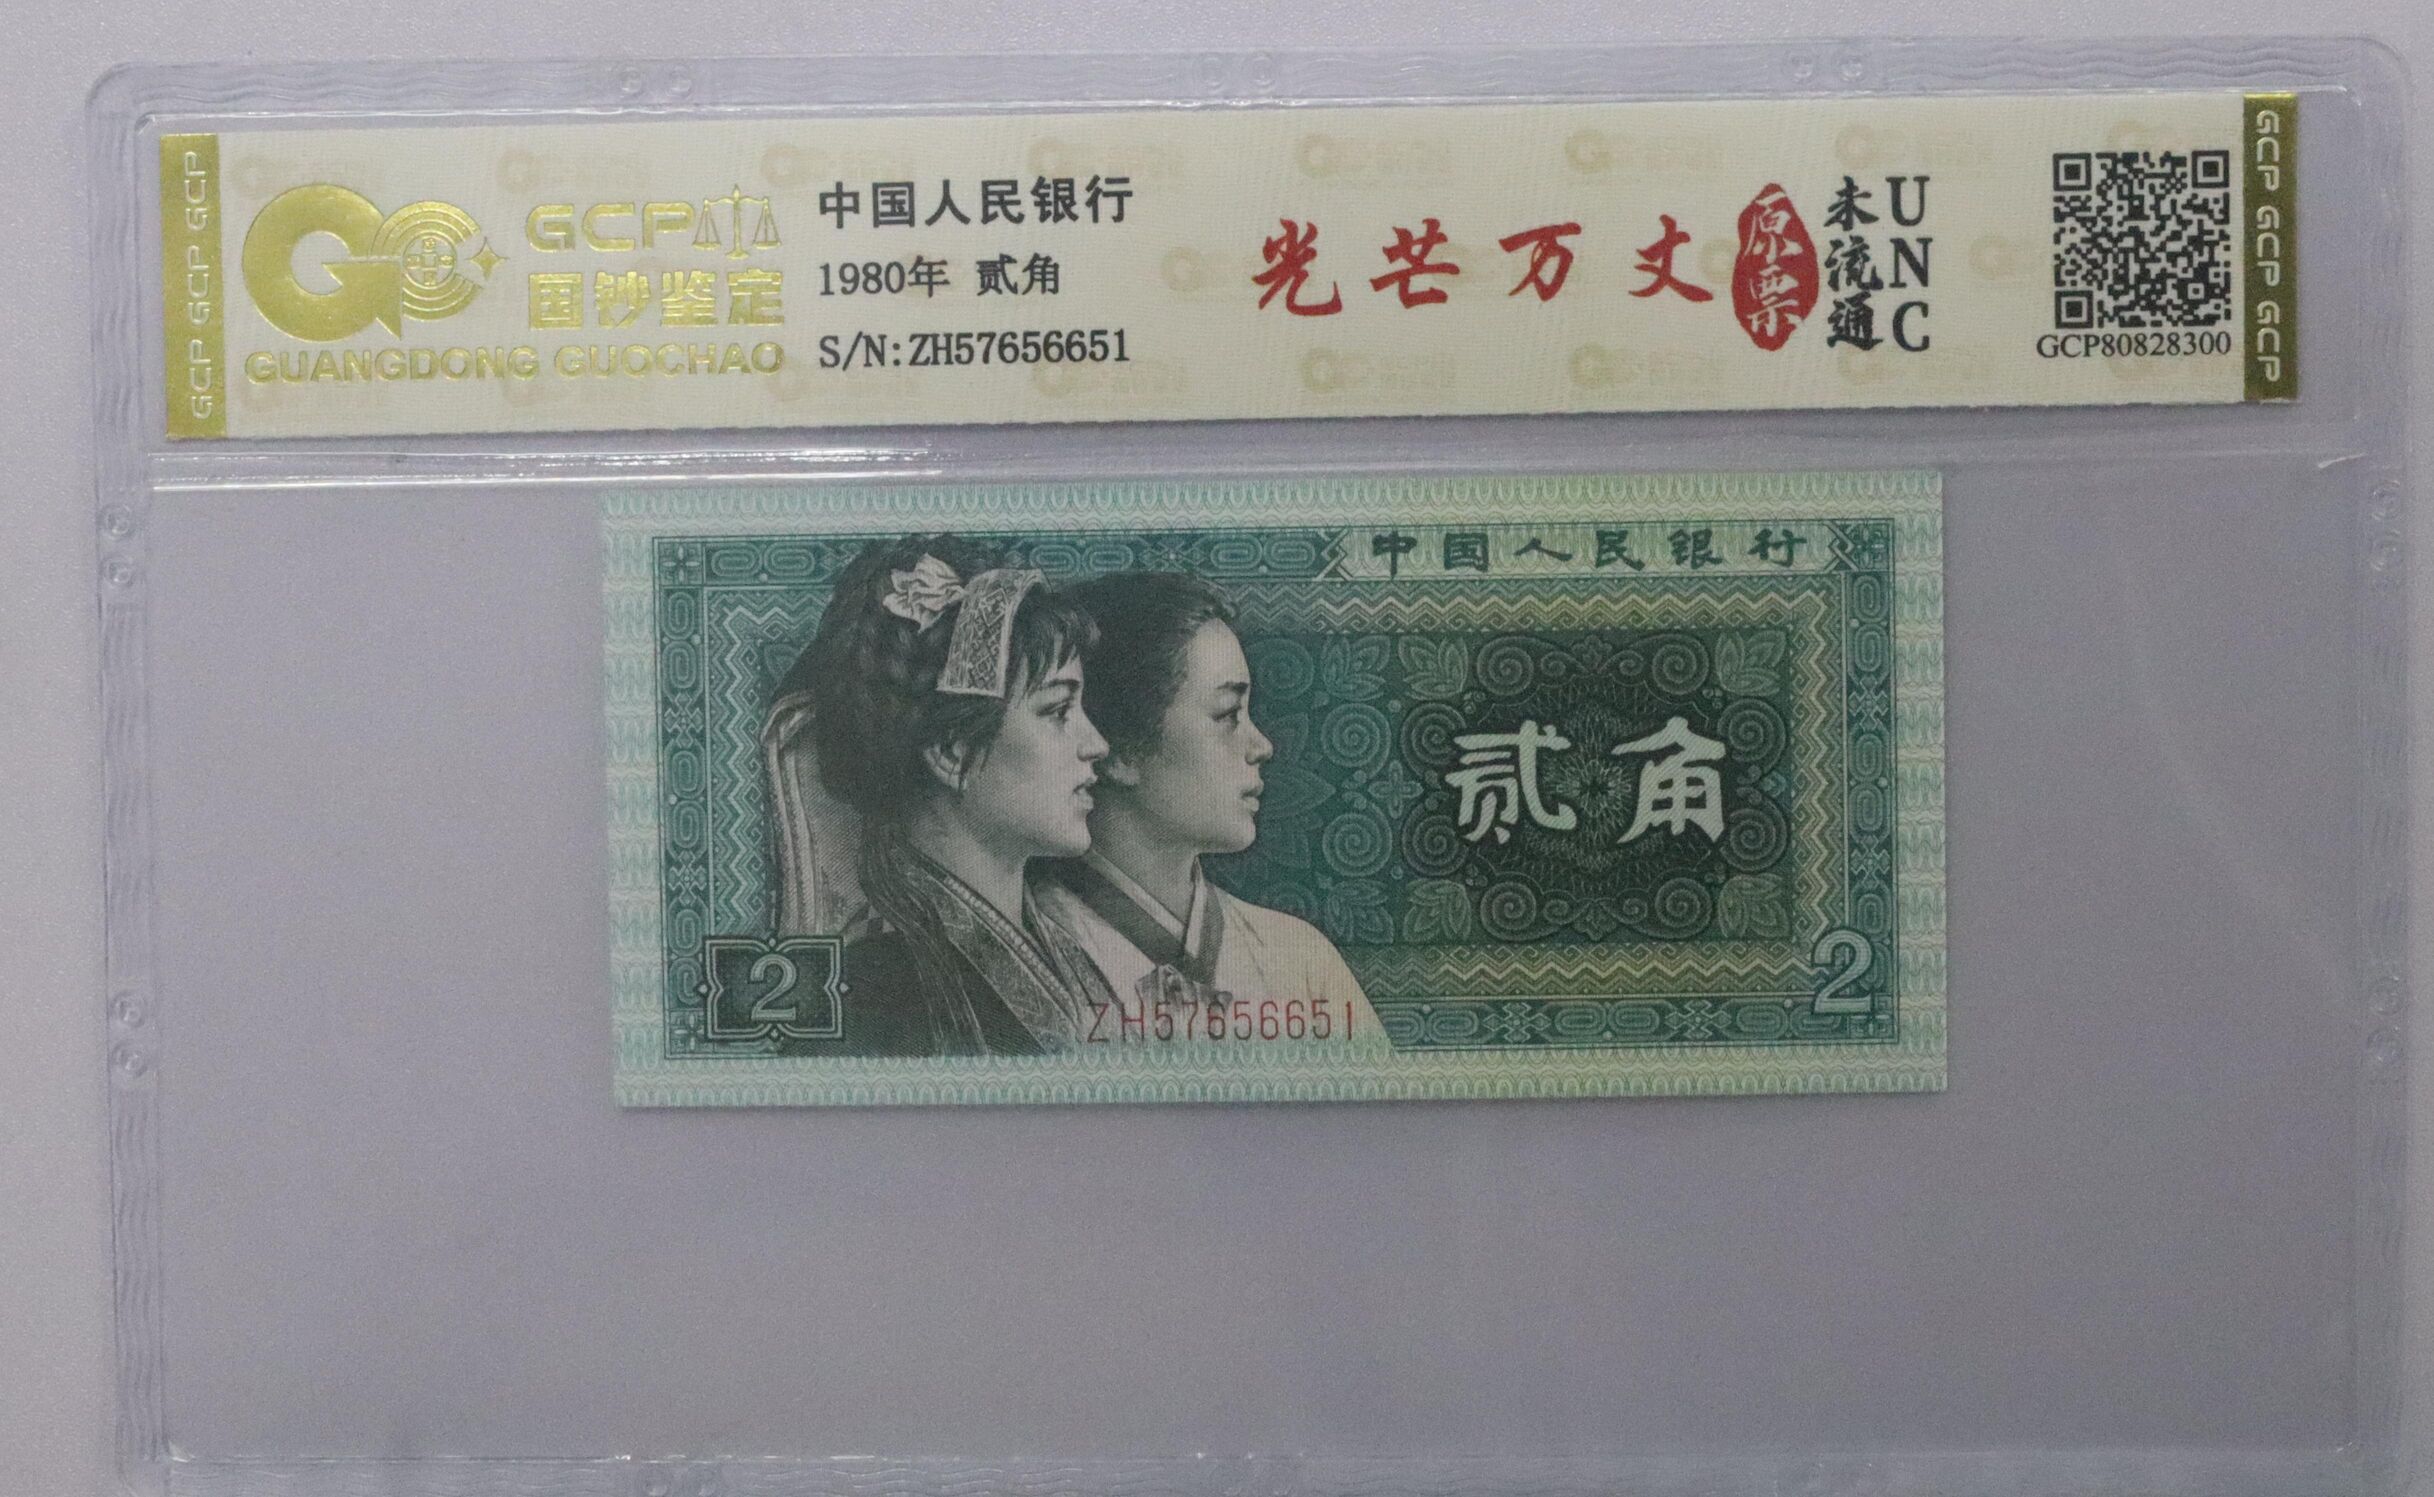 GCP GCP GCP
GCP
国钞鉴定
GUANGDONG GUOCHAO
中国人民银行
1980年 贰角
S/N:ZH57656651
光芒万丈
原票
未流通
UNC
GCP80828300
GCP GCP GCP
中国人民银行
贰角
2
2
ZH57656651